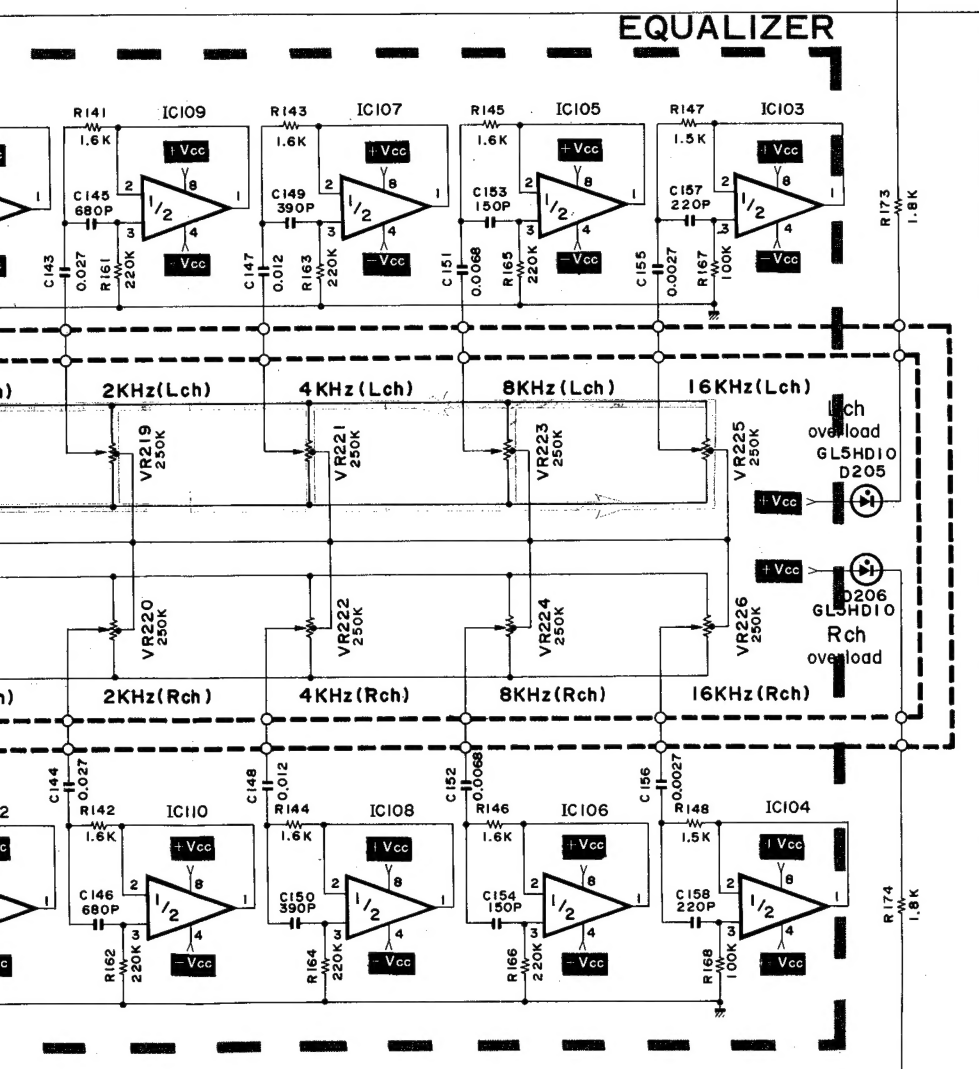 EQUALIZER
R141 IC109 R143 IC107 R145 IC105 R147 IC103
1.6K 1.6K 1.6K 1.5K
+Vcc +Vcc +Vcc +Vcc
2 8 1 2 8 1 2 8 1 2 8 1
C145 C149 C153 C157
680P 390P 150P 220P
1/2 1/2 1/2 1/2
3 4 3 4 3 4 3 4
-Vcc -Vcc -Vcc -Vcc
C143 0.027 R161 220K C147 0.012 R163 220K C151 0.0068 R165 220K C155 0.0027 R167 100K
R173 1.8K
1
2KHz(Lch) 4KHz(Lch) 8KHz(Lch) 16KHz(Lch)
VR219 250K VR221 250K VR223 250K VR225 250K
Lch
overload
GL5HD10
D205
+Vcc
+Vcc
D206
GL5HD10
Rch
overload
VR220 250K VR222 250K VR224 250K VR226 250K
2KHz(Rch) 4KHz(Rch) 8KHz(Rch) 16KHz(Rch)
C144 0.027 C148 0.012 C152 0.0068 C156 0.0027
R142 IC110 R144 IC108 R146 IC106 R148 IC104
1.6K 1.6K 1.6K 1.5K
+Vcc +Vcc +Vcc +Vcc
2 8 1 2 8 1 2 8 1 2 8 1
C146 C150 C154 C158
680P 390P 150P 220P
1/2 1/2 1/2 1/2
3 4 3 4 3 4 3 4
-Vcc -Vcc -Vcc -Vcc
R162 220K R164 220K R166 220K R168 100K
R174 1.8K
1